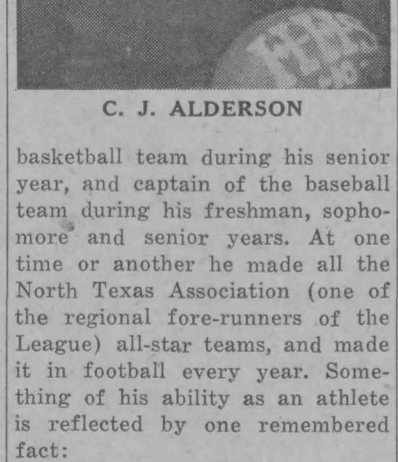 C. J. ALDERSON
basketball team during his senior
year, and captain of the baseball
team during his freshman, sopho-
more and senior years. At one
time or another he made all the
North Texas Association (one of
the regional fore-runners of the
League) all-star teams, and made
it in football every year. Some-
thing of his ability as an athlete
is reflected by one remembered
fact: